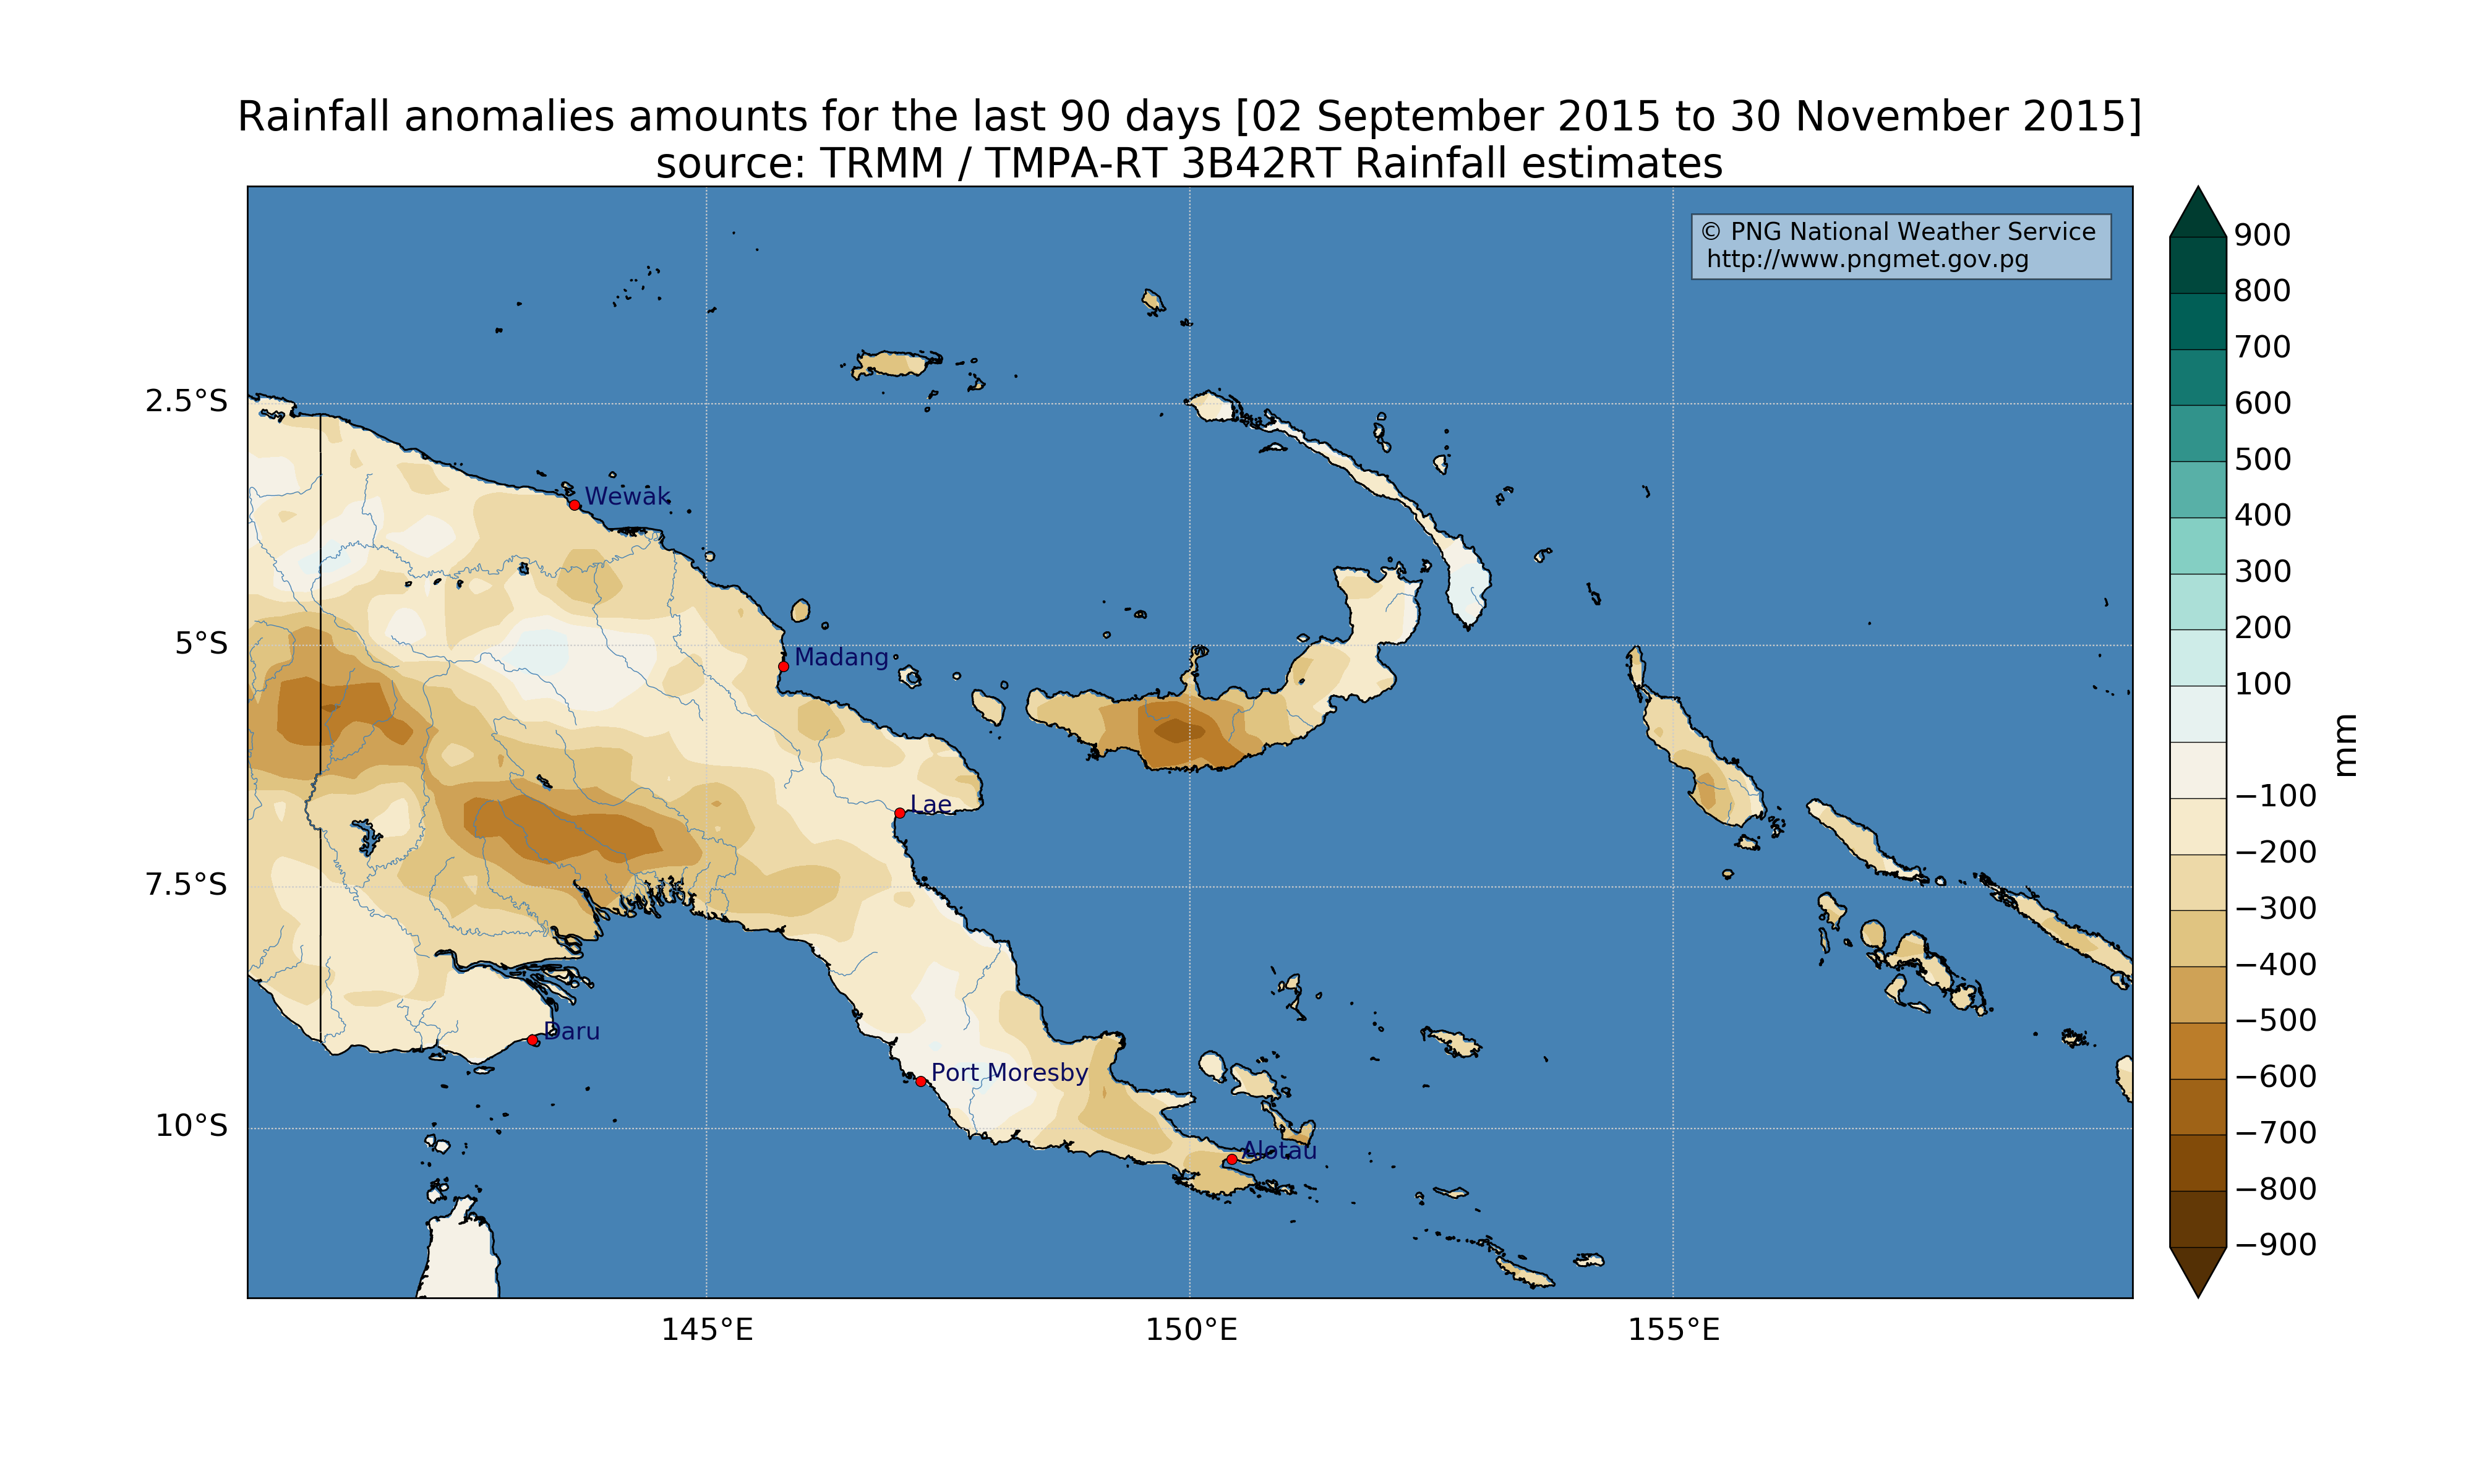 Rainfall anomalies amounts for the last 90 days [02 September 2015 to 30 November 2015]
source: TRMM / TMPA-RT 3B42RT Rainfall estimates
© PNG National Weather Service
http://www.pngmet.gov.pg
2.5°S
5°S
7.5°S
10°S
145°E
150°E
155°E
Wewak
Madang
Lae
Daru
Port Moresby
Alotau
900
800
700
600
500
400
300
200
100
−100
−200
−300
−400
−500
−600
−700
−800
−900
mm